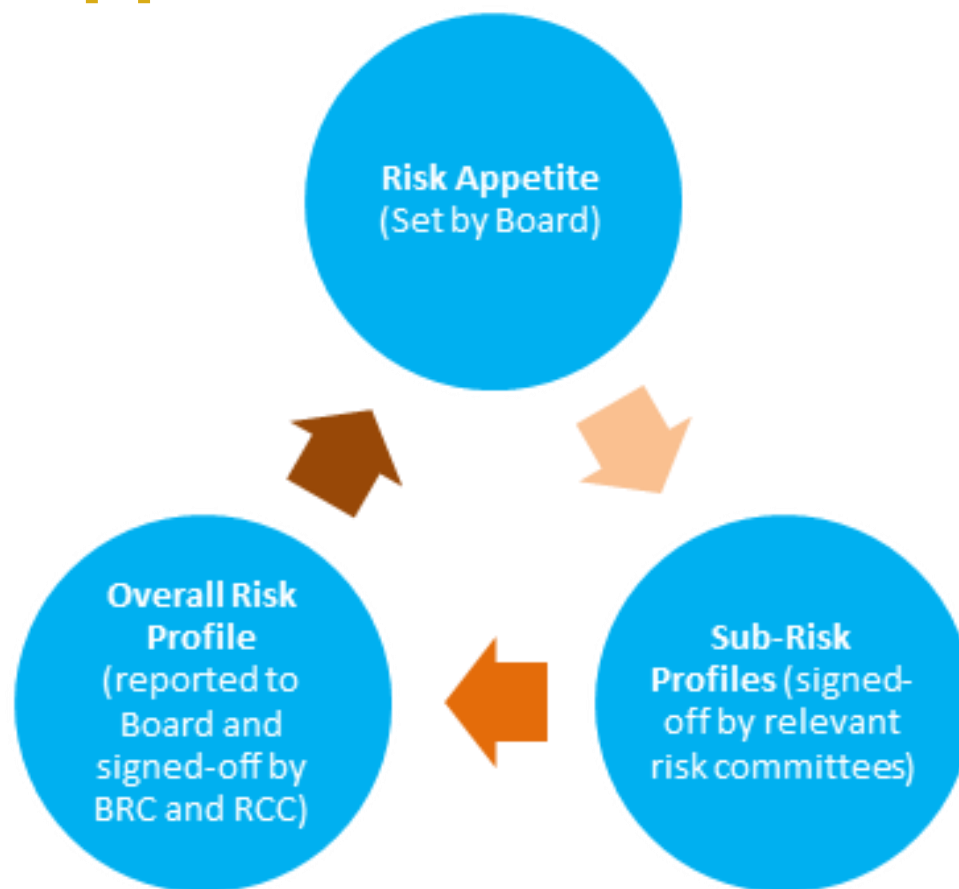 Risk Appetite
(Set by Board)
Overall Risk
Profile
(reported to
Board and
signed-off by
BRC and RCC)
Sub-Risk
Profiles (signed-
off by relevant
risk committees)